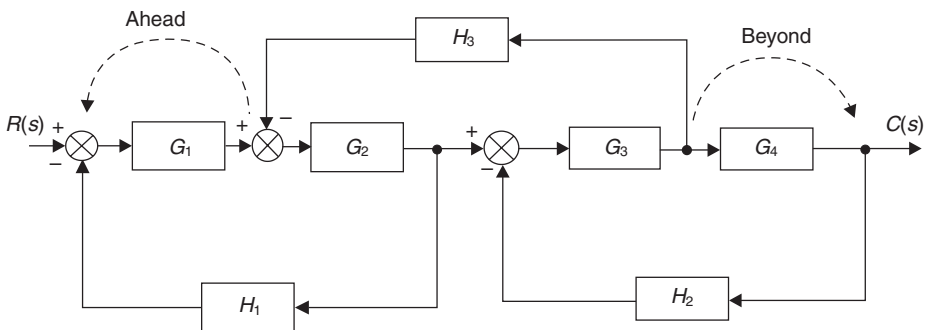 Ahead
H3
Beyond
R(s)
+
−
G1
+
−
G2
+
−
G3
G4
C(s)
H1
H2